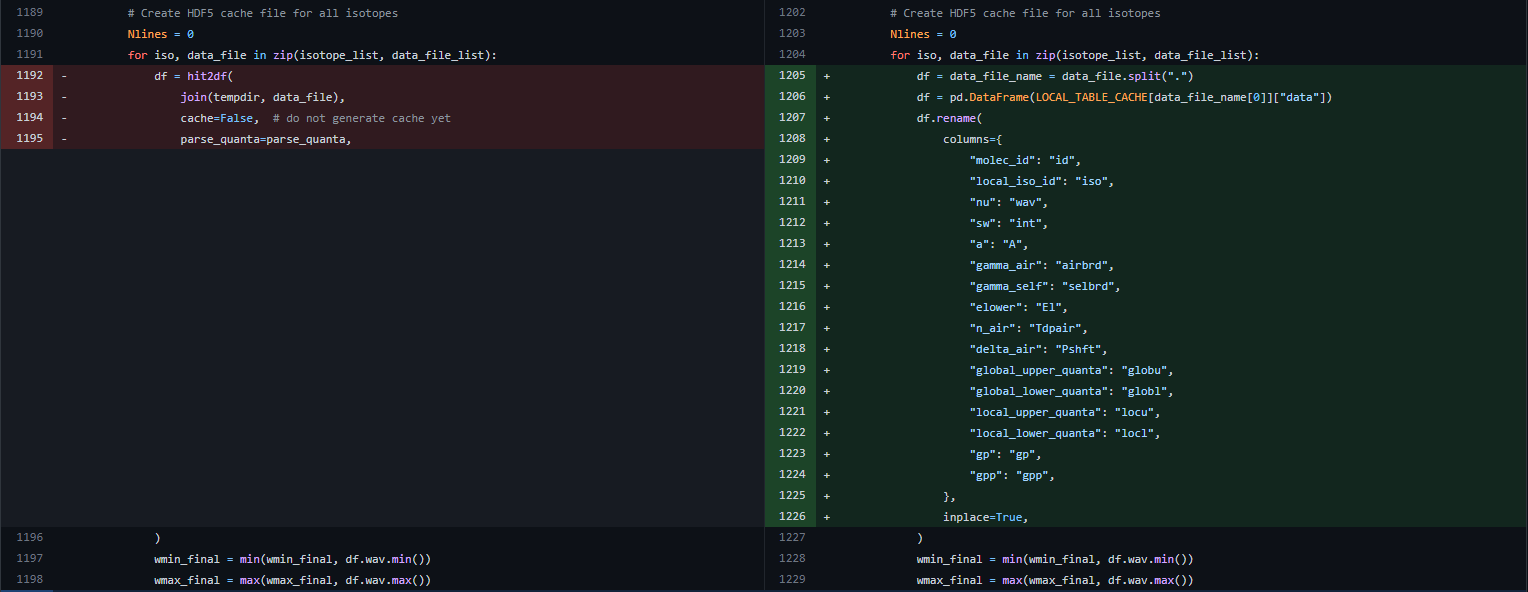 1189 # Create HDF5 cache file for all isotopes
1190 Nlines = 0
1191 for iso, data_file in zip(isotope_list, data_file_list):
1192 - df = hit2df(
1193 - join(tempdir, data_file),
1194 - cache=False,  # do not generate cache yet
1195 - parse_quanta=parse_quanta,
1196 )
1197 wmin_final = min(wmin_final, df.wav.min())
1198 wmax_final = max(wmax_final, df.wav.max())
1202 # Create HDF5 cache file for all isotopes
1203 Nlines = 0
1204 for iso, data_file in zip(isotope_list, data_file_list):
1205 + df = data_file_name = data_file.split(".")
1206 + df = pd.DataFrame(LOCAL_TABLE_CACHE[data_file_name[0]]["data"])
1207 + df.rename(
1208 + columns={
1209 + "molec_id": "id",
1210 + "local_iso_id": "iso",
1211 + "nu": "wav",
1212 + "sw": "int",
1213 + "a": "A",
1214 + "gamma_air": "airbrd",
1215 + "gamma_self": "selbrd",
1216 + "elower": "El",
1217 + "n_air": "Tdpair",
1218 + "delta_air": "Pshft",
1219 + "global_upper_quanta": "globu",
1220 + "global_lower_quanta": "globl",
1221 + "local_upper_quanta": "locu",
1222 + "local_lower_quanta": "locl",
1223 + "gp": "gp",
1224 + "gpp": "gpp",
1225 + },
1226 + inplace=True,
1227 )
1228 wmin_final = min(wmin_final, df.wav.min())
1229 wmax_final = max(wmax_final, df.wav.max())